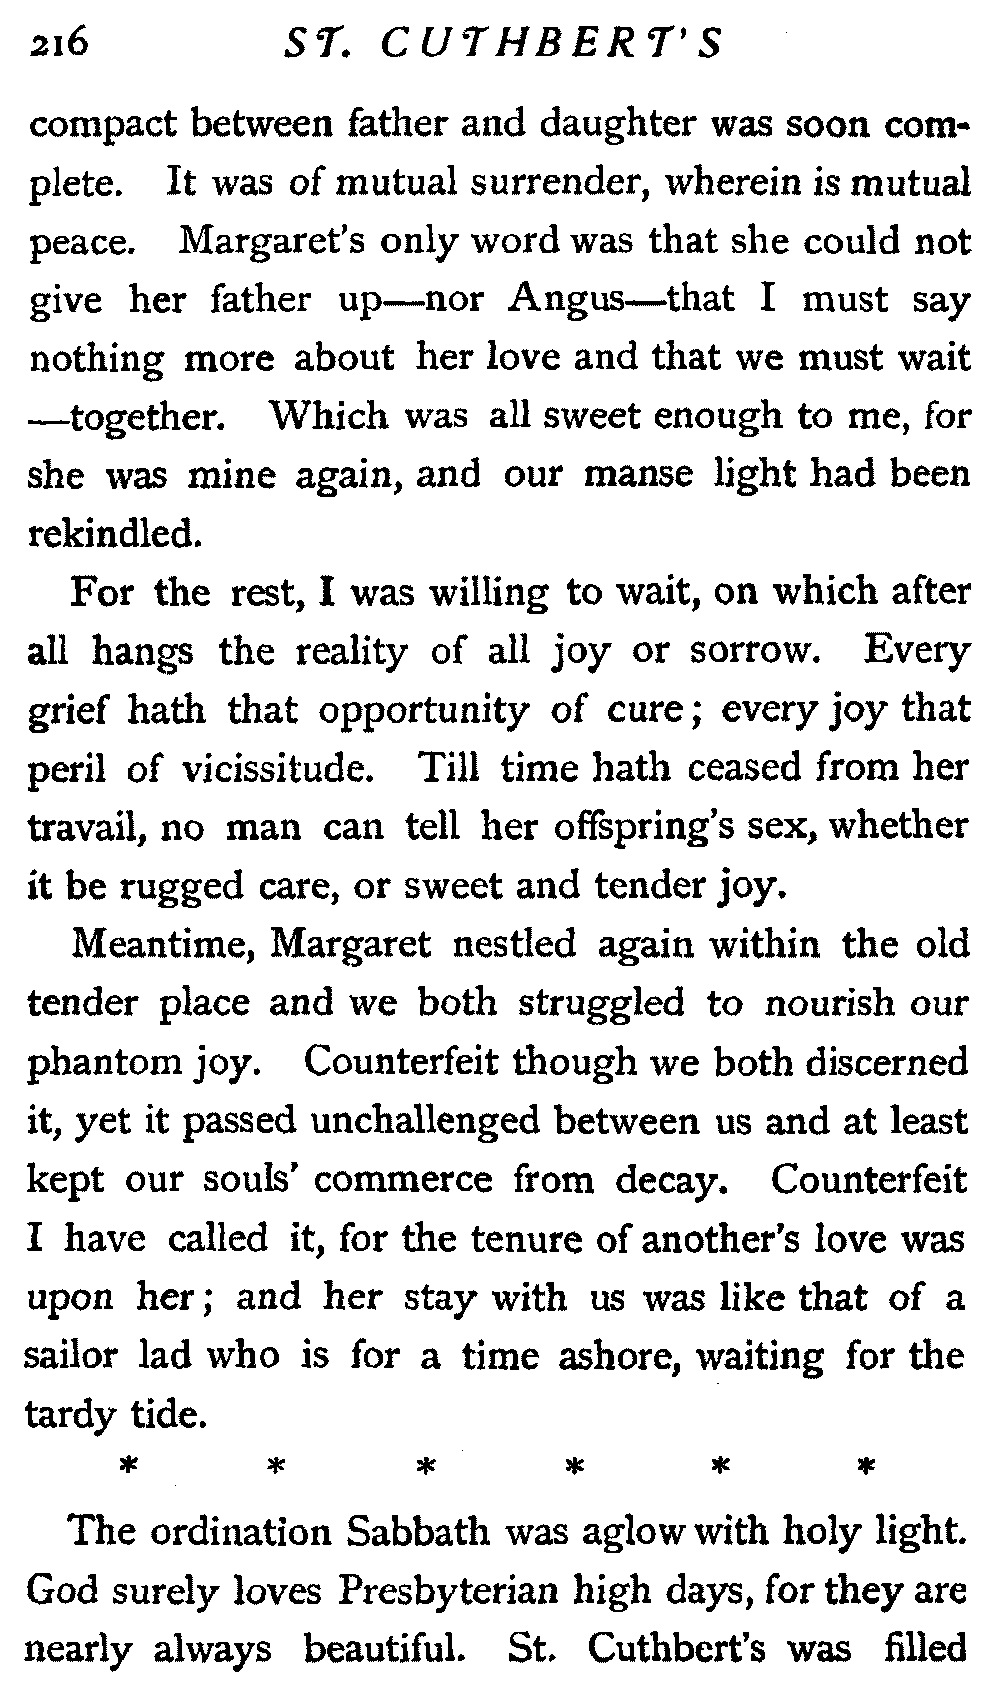 216 ST. CUTHBERT'S
compact between father and daughter was soon com-
plete. It was of mutual surrender, wherein is mutual
peace. Margaret's only word was that she could not
give her father up—nor Angus—that I must say
nothing more about her love and that we must wait
—together. Which was all sweet enough to me, for
she was mine again, and our manse light had been
rekindled.
For the rest, I was willing to wait, on which after
all hangs the reality of all joy or sorrow. Every
grief hath that opportunity of cure; every joy that
peril of vicissitude. Till time hath ceased from her
travail, no man can tell her offspring's sex, whether
it be rugged care, or sweet and tender joy.
Meantime, Margaret nestled again within the old
tender place and we both struggled to nourish our
phantom joy. Counterfeit though we both discerned
it, yet it passed unchallenged between us and at least
kept our souls' commerce from decay. Counterfeit
I have called it, for the tenure of another's love was
upon her; and her stay with us was like that of a
sailor lad who is for a time ashore, waiting for the
tardy tide.
* * * * * *
The ordination Sabbath was aglow with holy light.
God surely loves Presbyterian high days, for they are
nearly always beautiful. St. Cuthbert's was filled